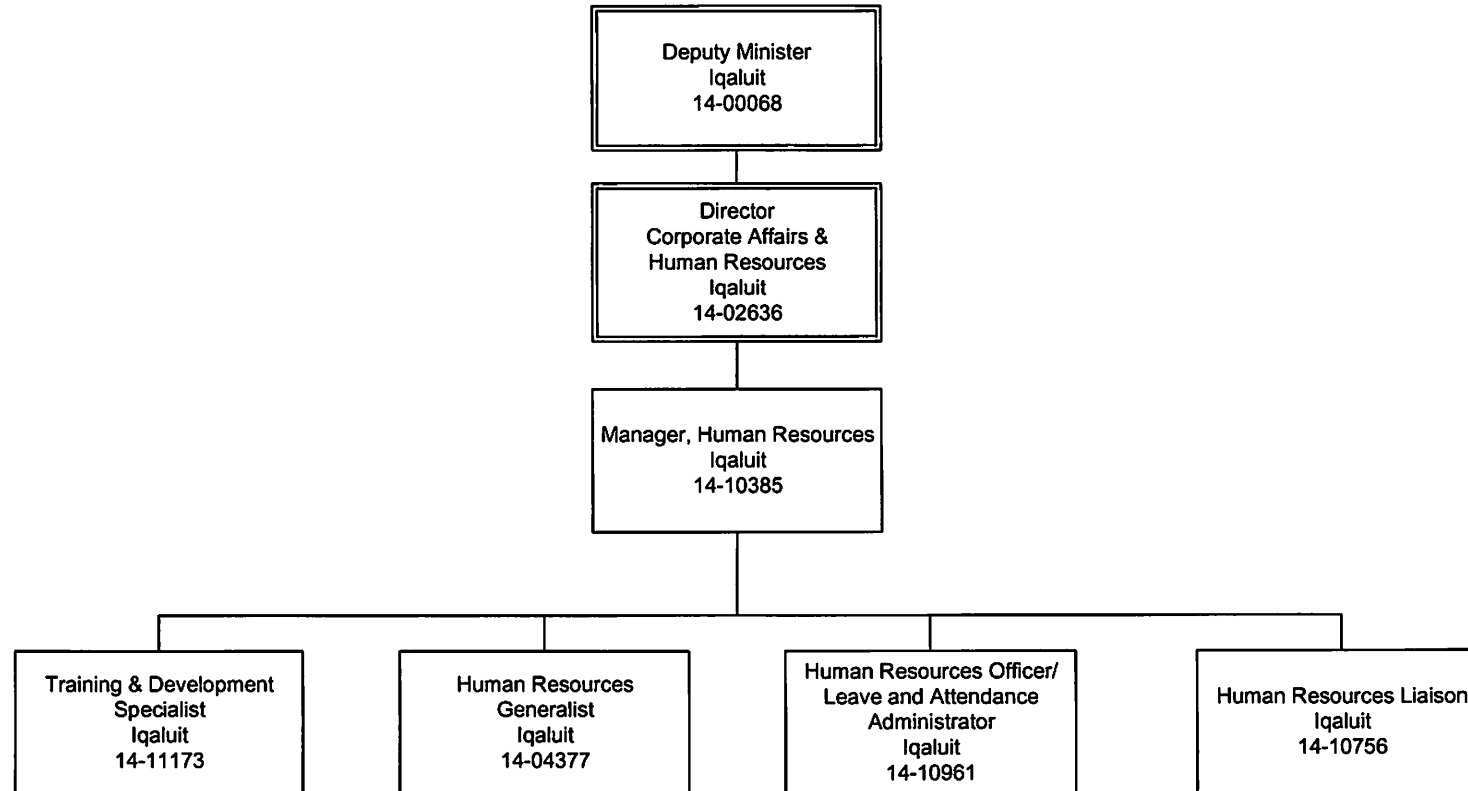 Deputy Minister
Iqaluit
14-00068
Director
Corporate Affairs &
Human Resources
Iqaluit
14-02636
Manager, Human Resources
Iqaluit
14-10385
Training & Development
Specialist
Iqaluit
14-11173
Human Resources
Generalist
Iqaluit
14-04377
Human Resources Officer/
Leave and Attendance
Administrator
Iqaluit
14-10961
Human Resources Liaison
Iqaluit
14-10756